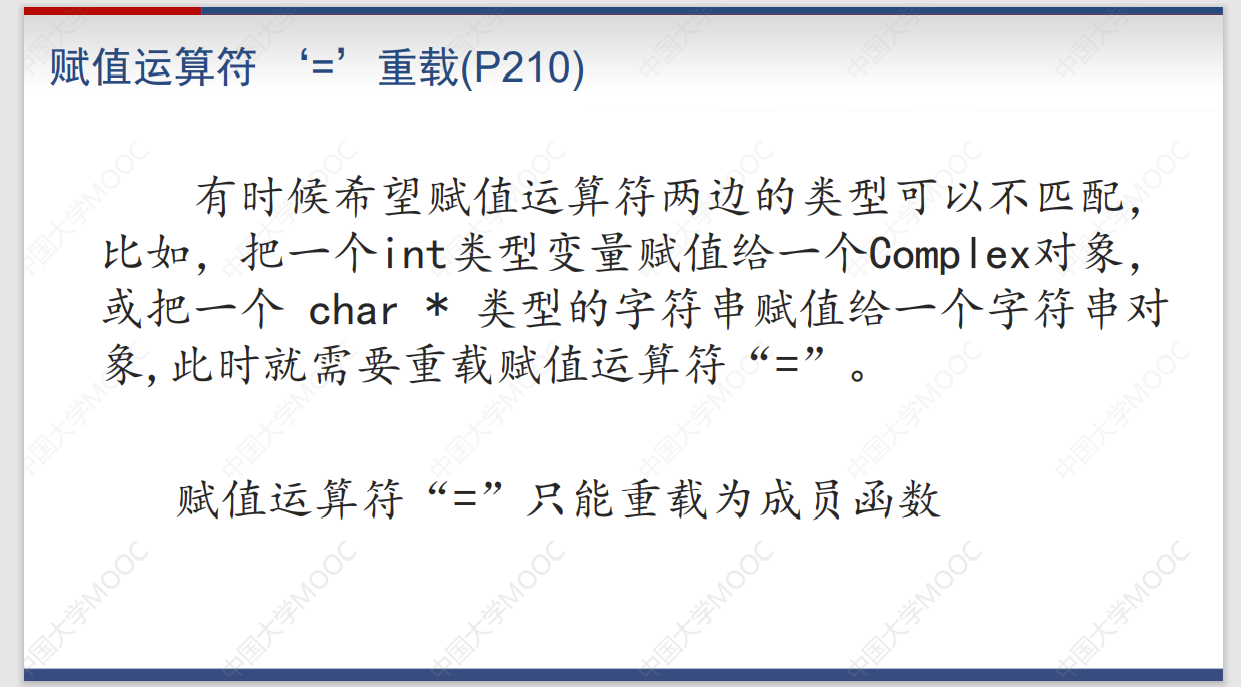 赋值运算符 ‘=’ 重载(P210)
有时候希望赋值运算符两边的类型可以不匹配，
比如，把一个int类型变量赋值给一个Complex对象，
或把一个 char * 类型的字符串赋值给一个字符串对
象,此时就需要重载赋值运算符“=”。
赋值运算符“=”只能重载为成员函数
中国大学MOOC